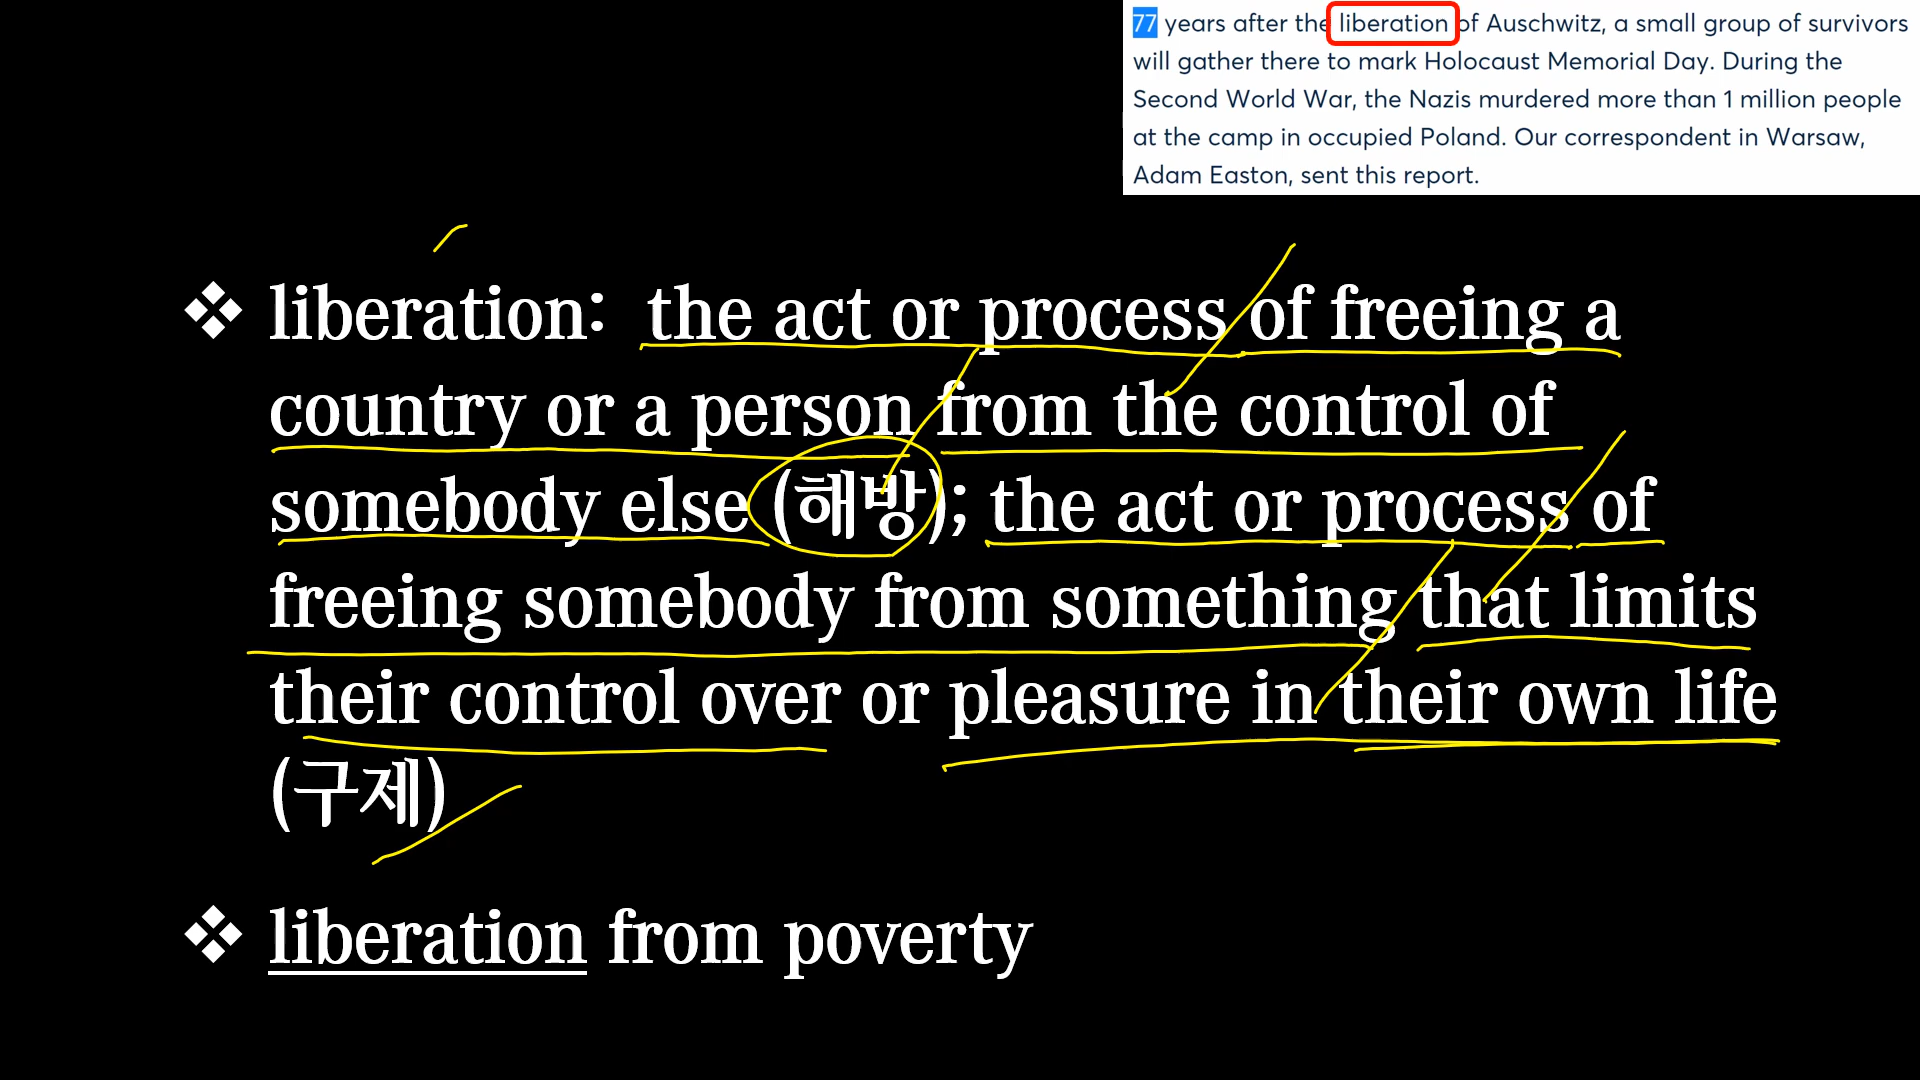 77 years after the liberation of Auschwitz, a small group of survivors
will gather there to mark Holocaust Memorial Day. During the
Second World War, the Nazis murdered more than 1 million people
at the camp in occupied Poland. Our correspondent in Warsaw,
Adam Easton, sent this report.
❖ liberation: the act or process of freeing a
country or a person from the control of
somebody else (해방); the act or process of
freeing somebody from something that limits
their control over or pleasure in their own life
(구제)
❖ liberation from poverty